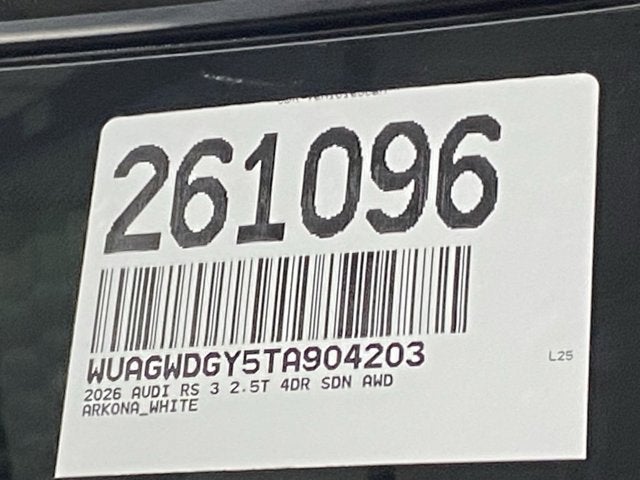 261096
WUAGWDGY5TA904203
L25
2026 AUDI RS 3 2.5T 4DR SDN AWD
ARKONA_WHITE